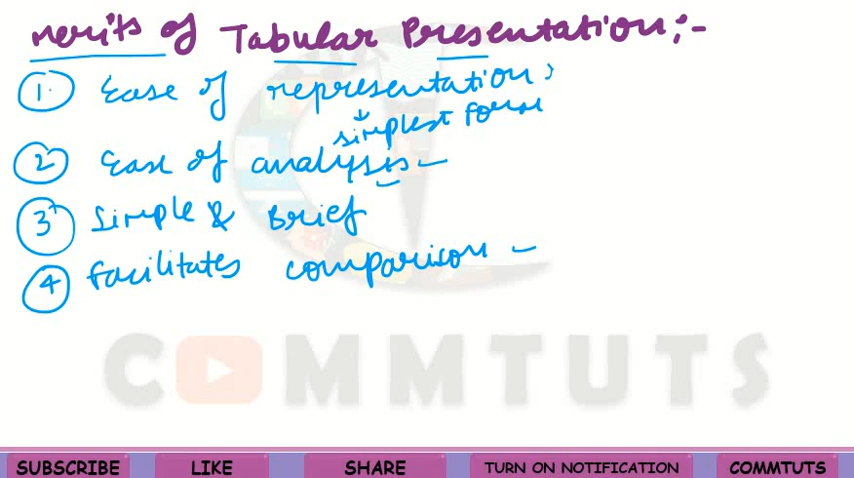 Merits of Tabular Presentation:-
1. Ease of representation,
simplest form
2 Ease of analysis -
3 Simple & Brief
4 facilitates comparison -
COMMTUTS
SUBSCRIBE LIKE SHARE TURN ON NOTIFICATION COMMTUTS